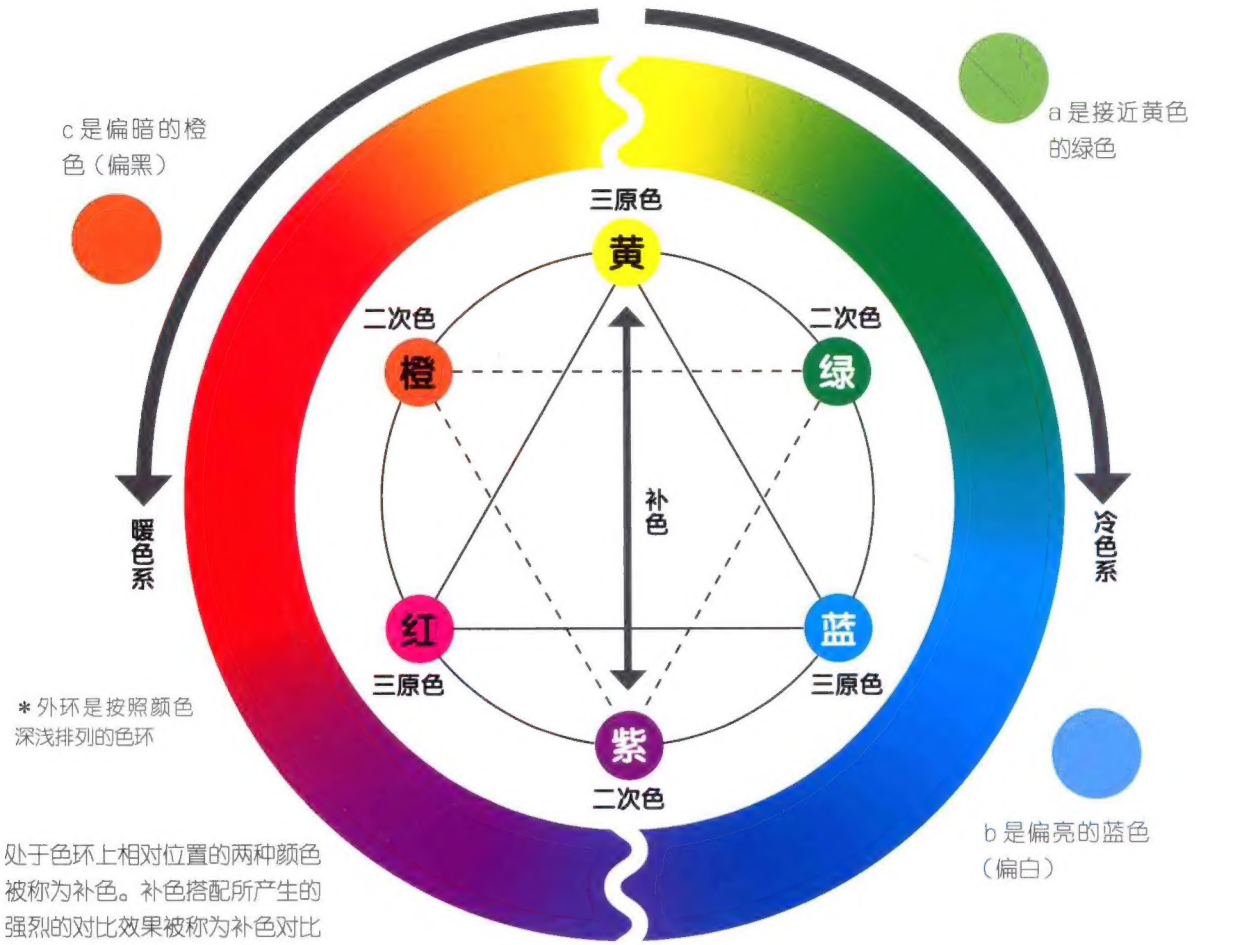 c 是偏暗的橙
色（偏黑）
a 是接近黄色
的绿色
三原色
黄
二次色
橙
二次色
绿
补色
暖色系
冷色系
红
三原色
蓝
三原色
紫
二次色
＊外环是按照颜色
深浅排列的色环
b 是偏亮的蓝色
（偏白）
处于色环上相对位置的两种颜色
被称为补色。补色搭配所产生的
强烈的对比效果被称为补色对比